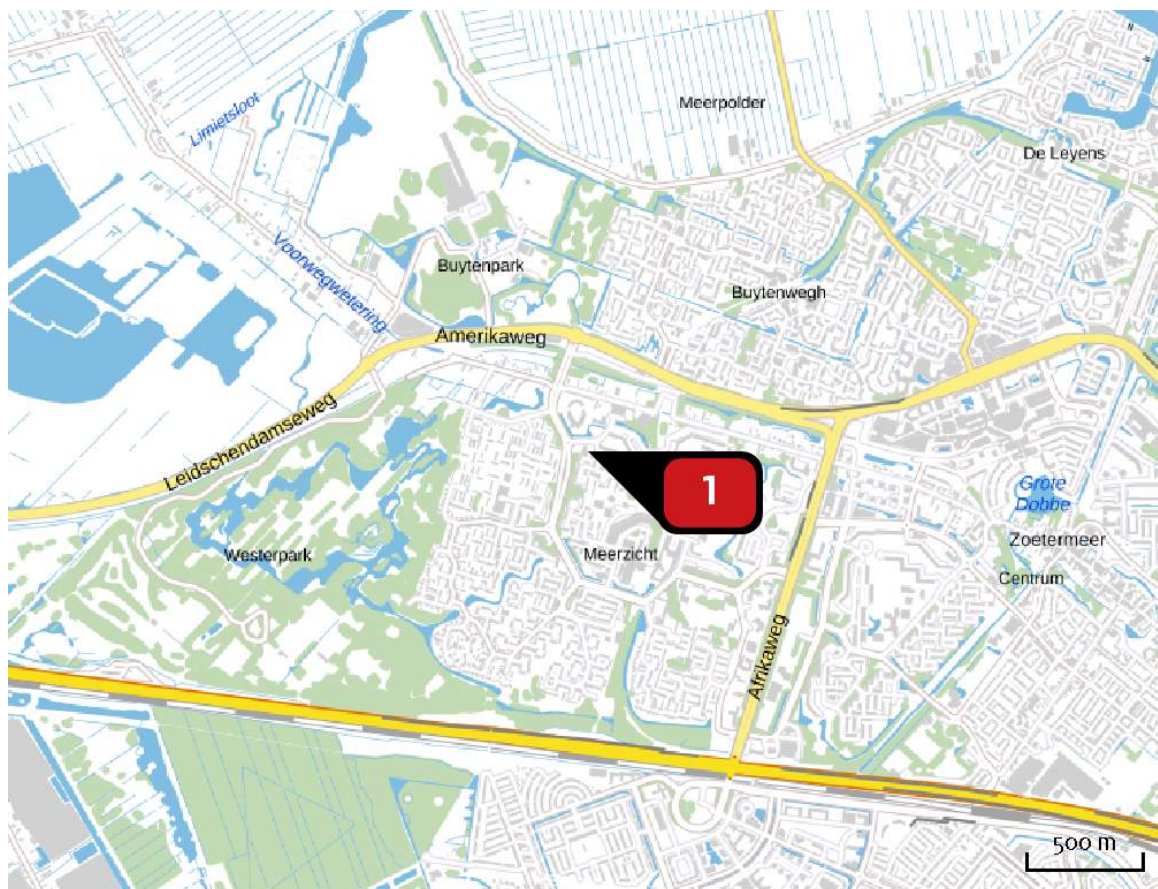 Meerpolder
Limietsloot
De Leyens
Voorwegwetering
Buytenpark
Buytenwegh
Amerikaweg
Leidschendamseweg
1
Grote
Dobbe
Westerpark
Meerzicht
Zoetermeer
Centrum
Afrikaweg
500 m